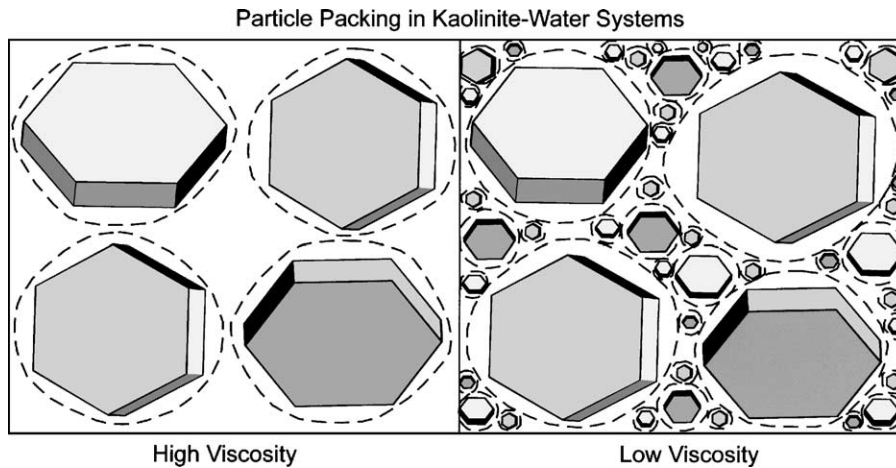 Particle Packing in Kaolinite-Water Systems
High Viscosity
Low Viscosity